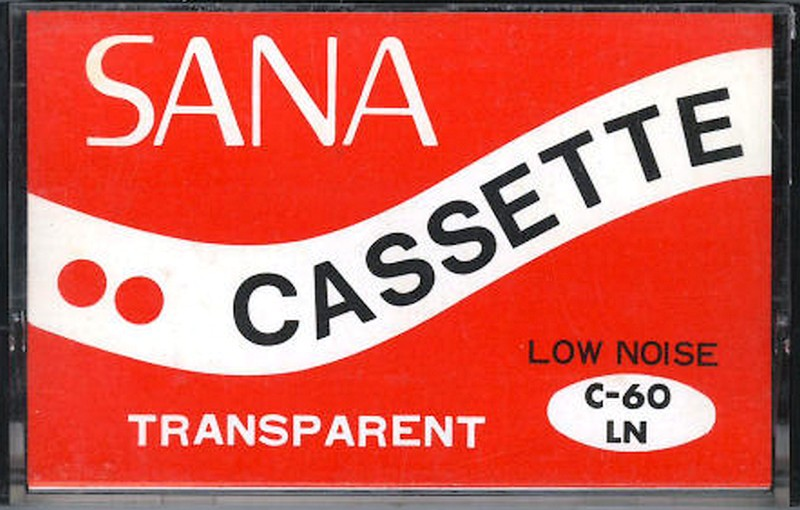 SANA
CASSETTE
LOW NOISE
C-60
LN
TRANSPARENT